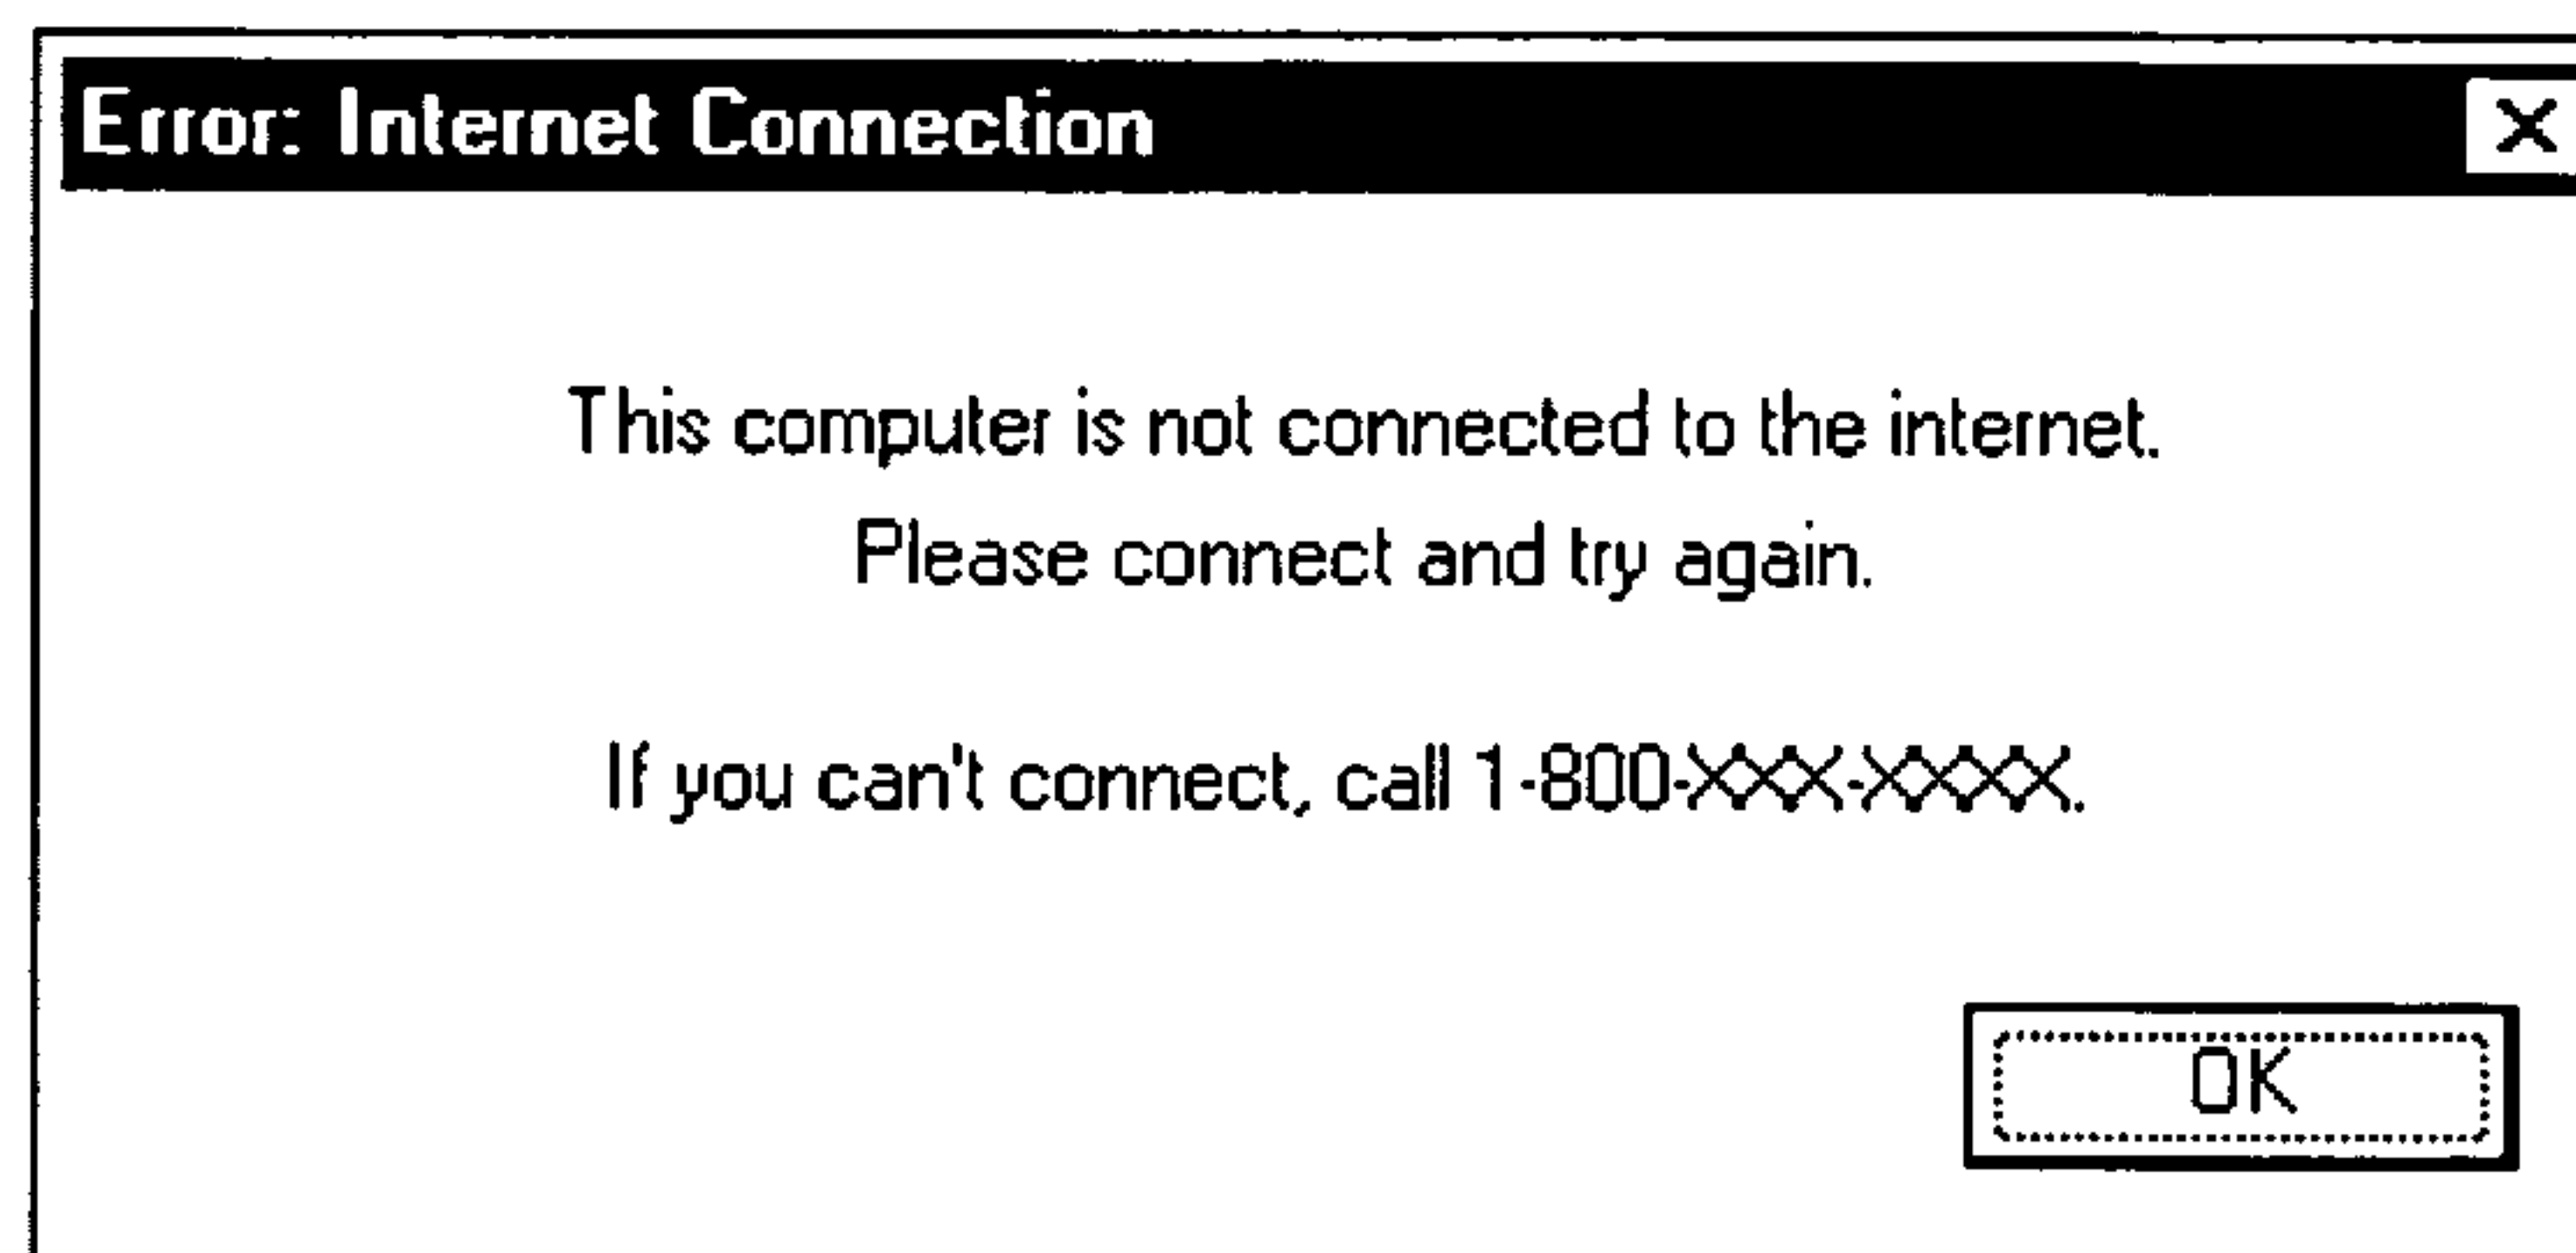 Error: Internet Connection
This computer is not connected to the internet.
Please connect and try again.
If you can't connect, call 1-800-XXX-XXXX.
OK